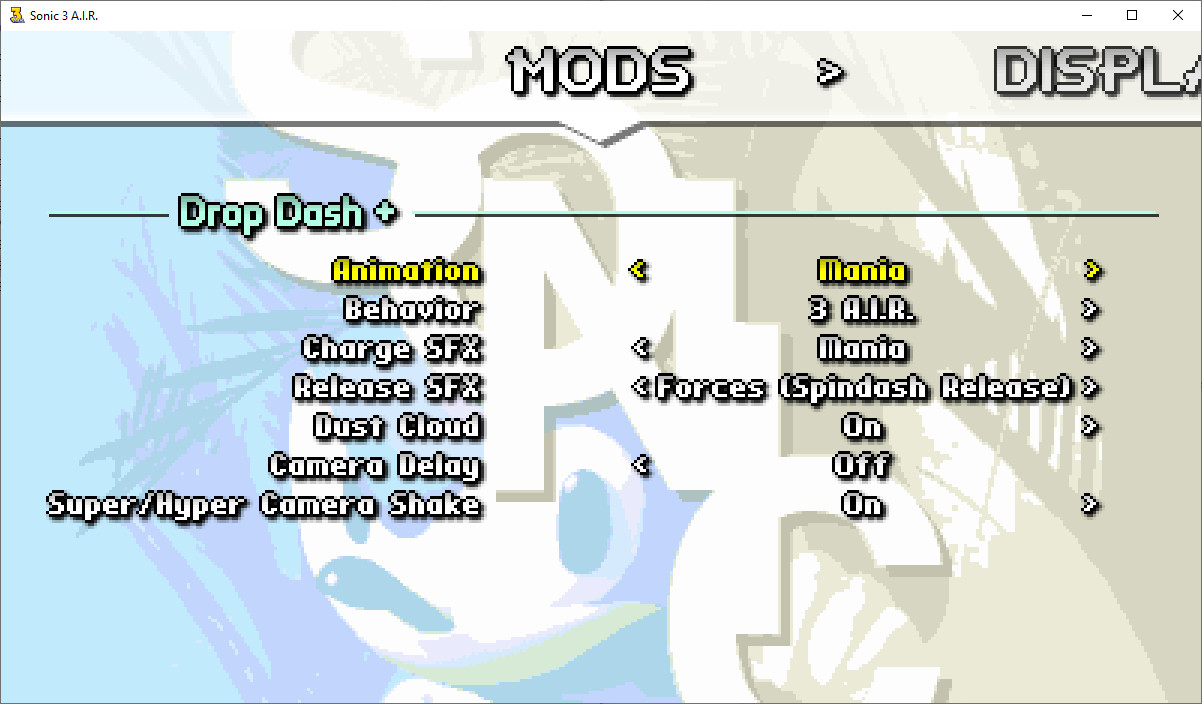 Sonic 3 A.I.R.
MODS > DISPLA
Drop Dash +
Animation < Mania >
Behavior 3 A.I.R. >
Charge SFX < Mania >
Release SFX < Forces (Spindash Release) >
Dust Cloud On >
Camera Delay < Off
Super/Hyper Camera Shake On >